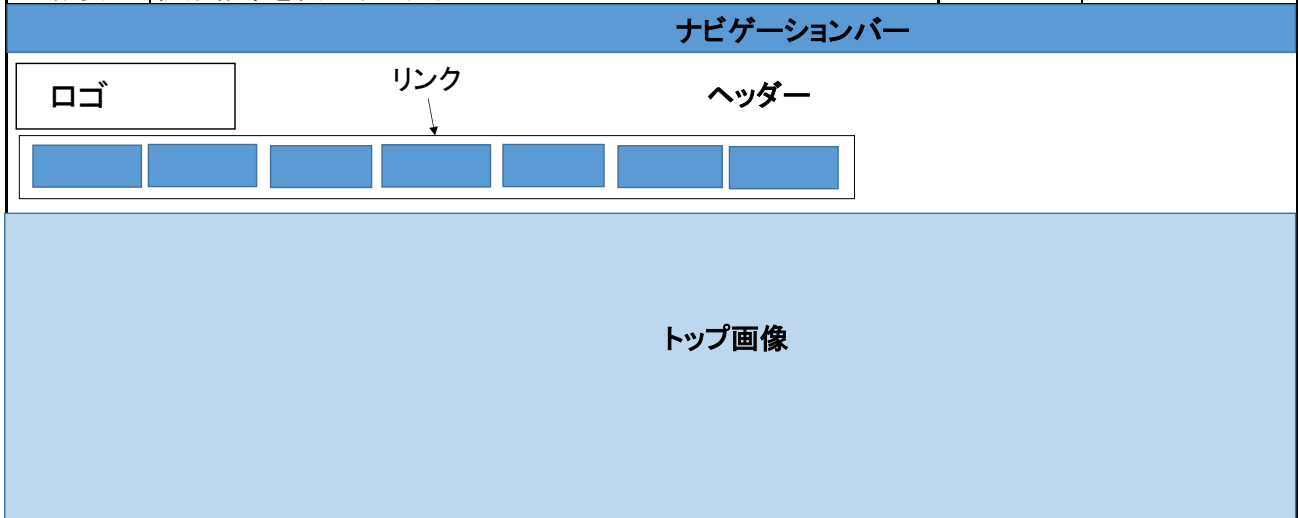 ナビゲーションバー
ロゴ
リンク
ヘッダー
トップ画像